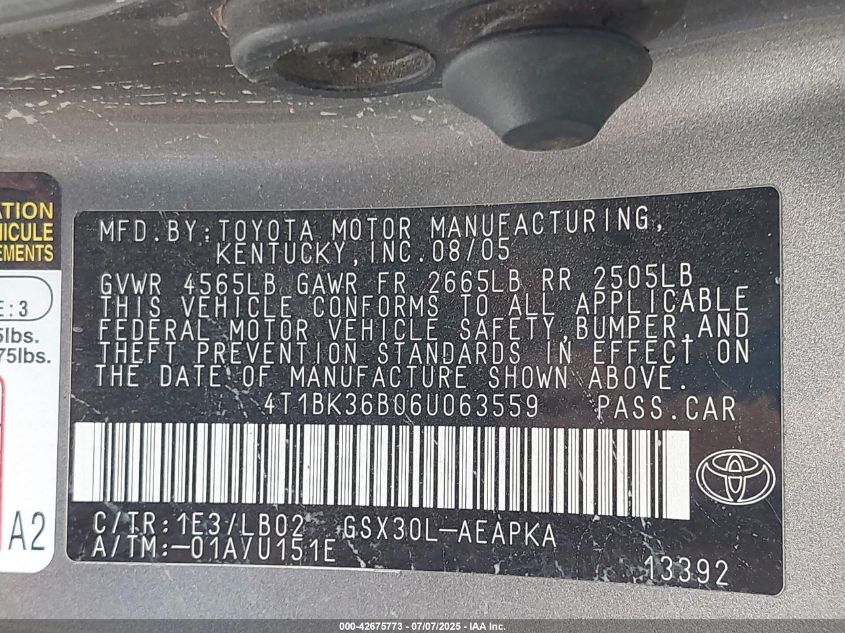 ATION
HICULE
EMENTS
E:3
lbs.
75lbs.
A2
MFD.BY:TOYOTA MOTOR MANUFACTURING,
KENTUCKY,INC.08/05
GVWR 4565LB GAWR FR 2665LB RR 2505LB
THIS VEHICLE CONFORMS TO ALL APPLICABLE
FEDERAL MOTOR VEHICLE SAFETY,BUMPER,AND
THEFT PREVENTION STANDARDS IN EFFECT ON
THE DATE OF MANUFACTURE SHOWN ABOVE.
4T1BK36B06U063559 PASS.CAR
C/TR:1E3/LB02 GSX30L-AEAPKA
A/TM:-01A/U151E
13392
000-42675773 - 07/07/2025 - IAA Inc.